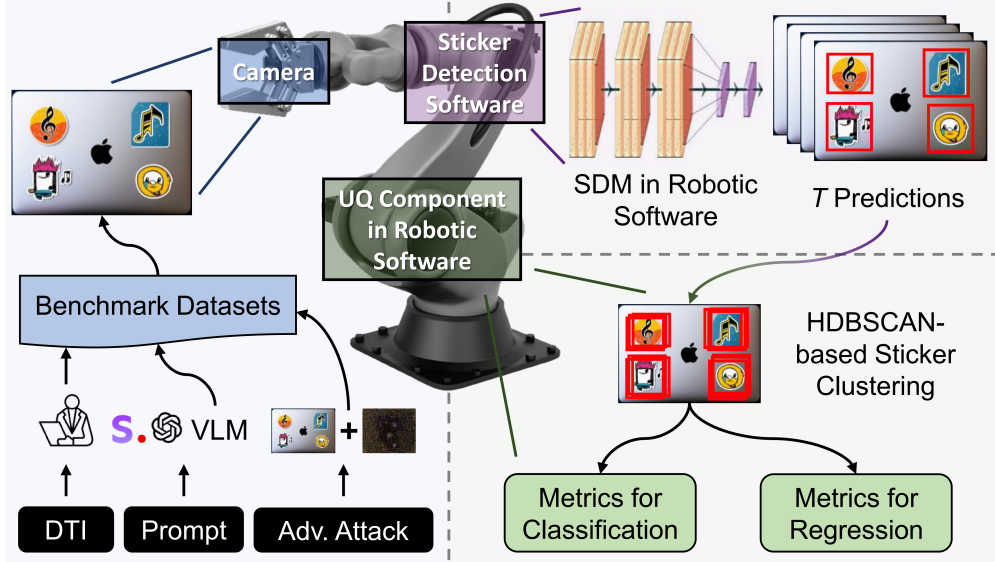 Camera
Sticker
Detection
Software
SDM in Robotic
Software
T Predictions
UQ Component
in Robotic
Software
Benchmark Datasets
HDBSCAN-
based Sticker
Clustering
S.
VLM
+
DTI
Prompt
Adv. Attack
Metrics for
Classification
Metrics for
Regression